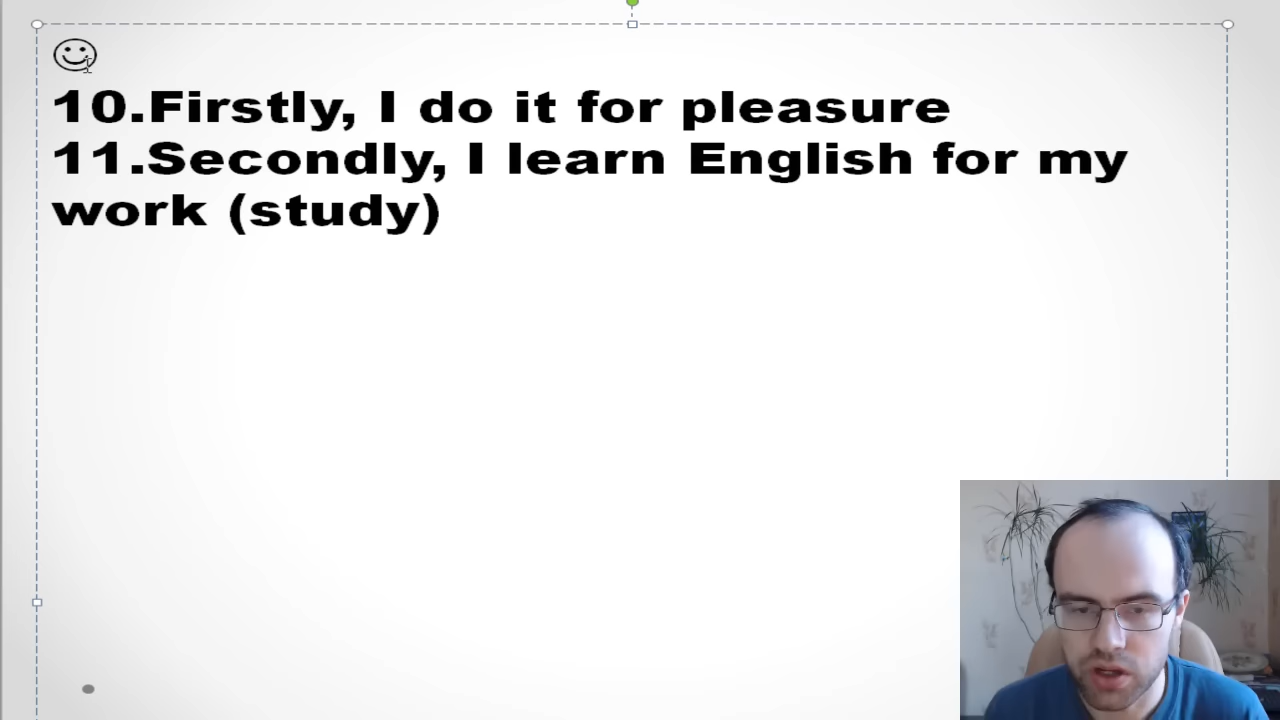 10.Firstly, I do it for pleasure
11.Secondly, I learn English for my
work (study)